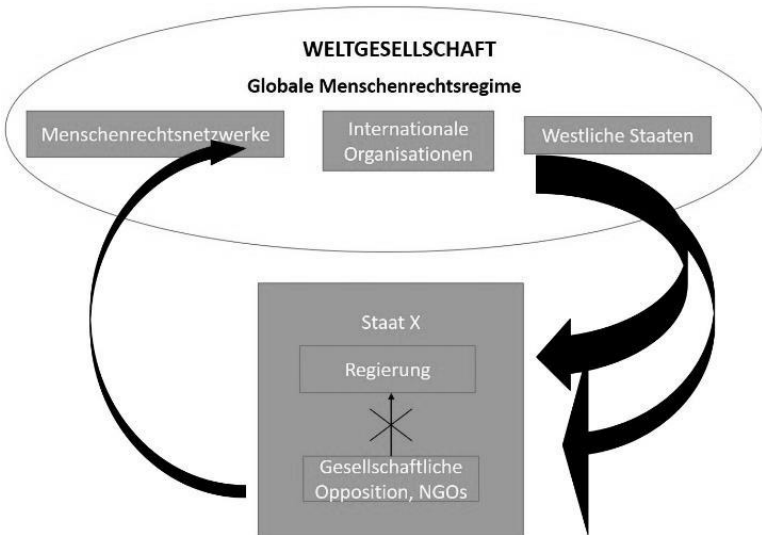 WELTGESELLSCHAFT
Globale Menschenrechtsregime
Menschenrechtsnetzwerke
Internationale
Organisationen
Westliche Staaten
Staat X
Regierung
Gesellschaftliche
Opposition, NGOs